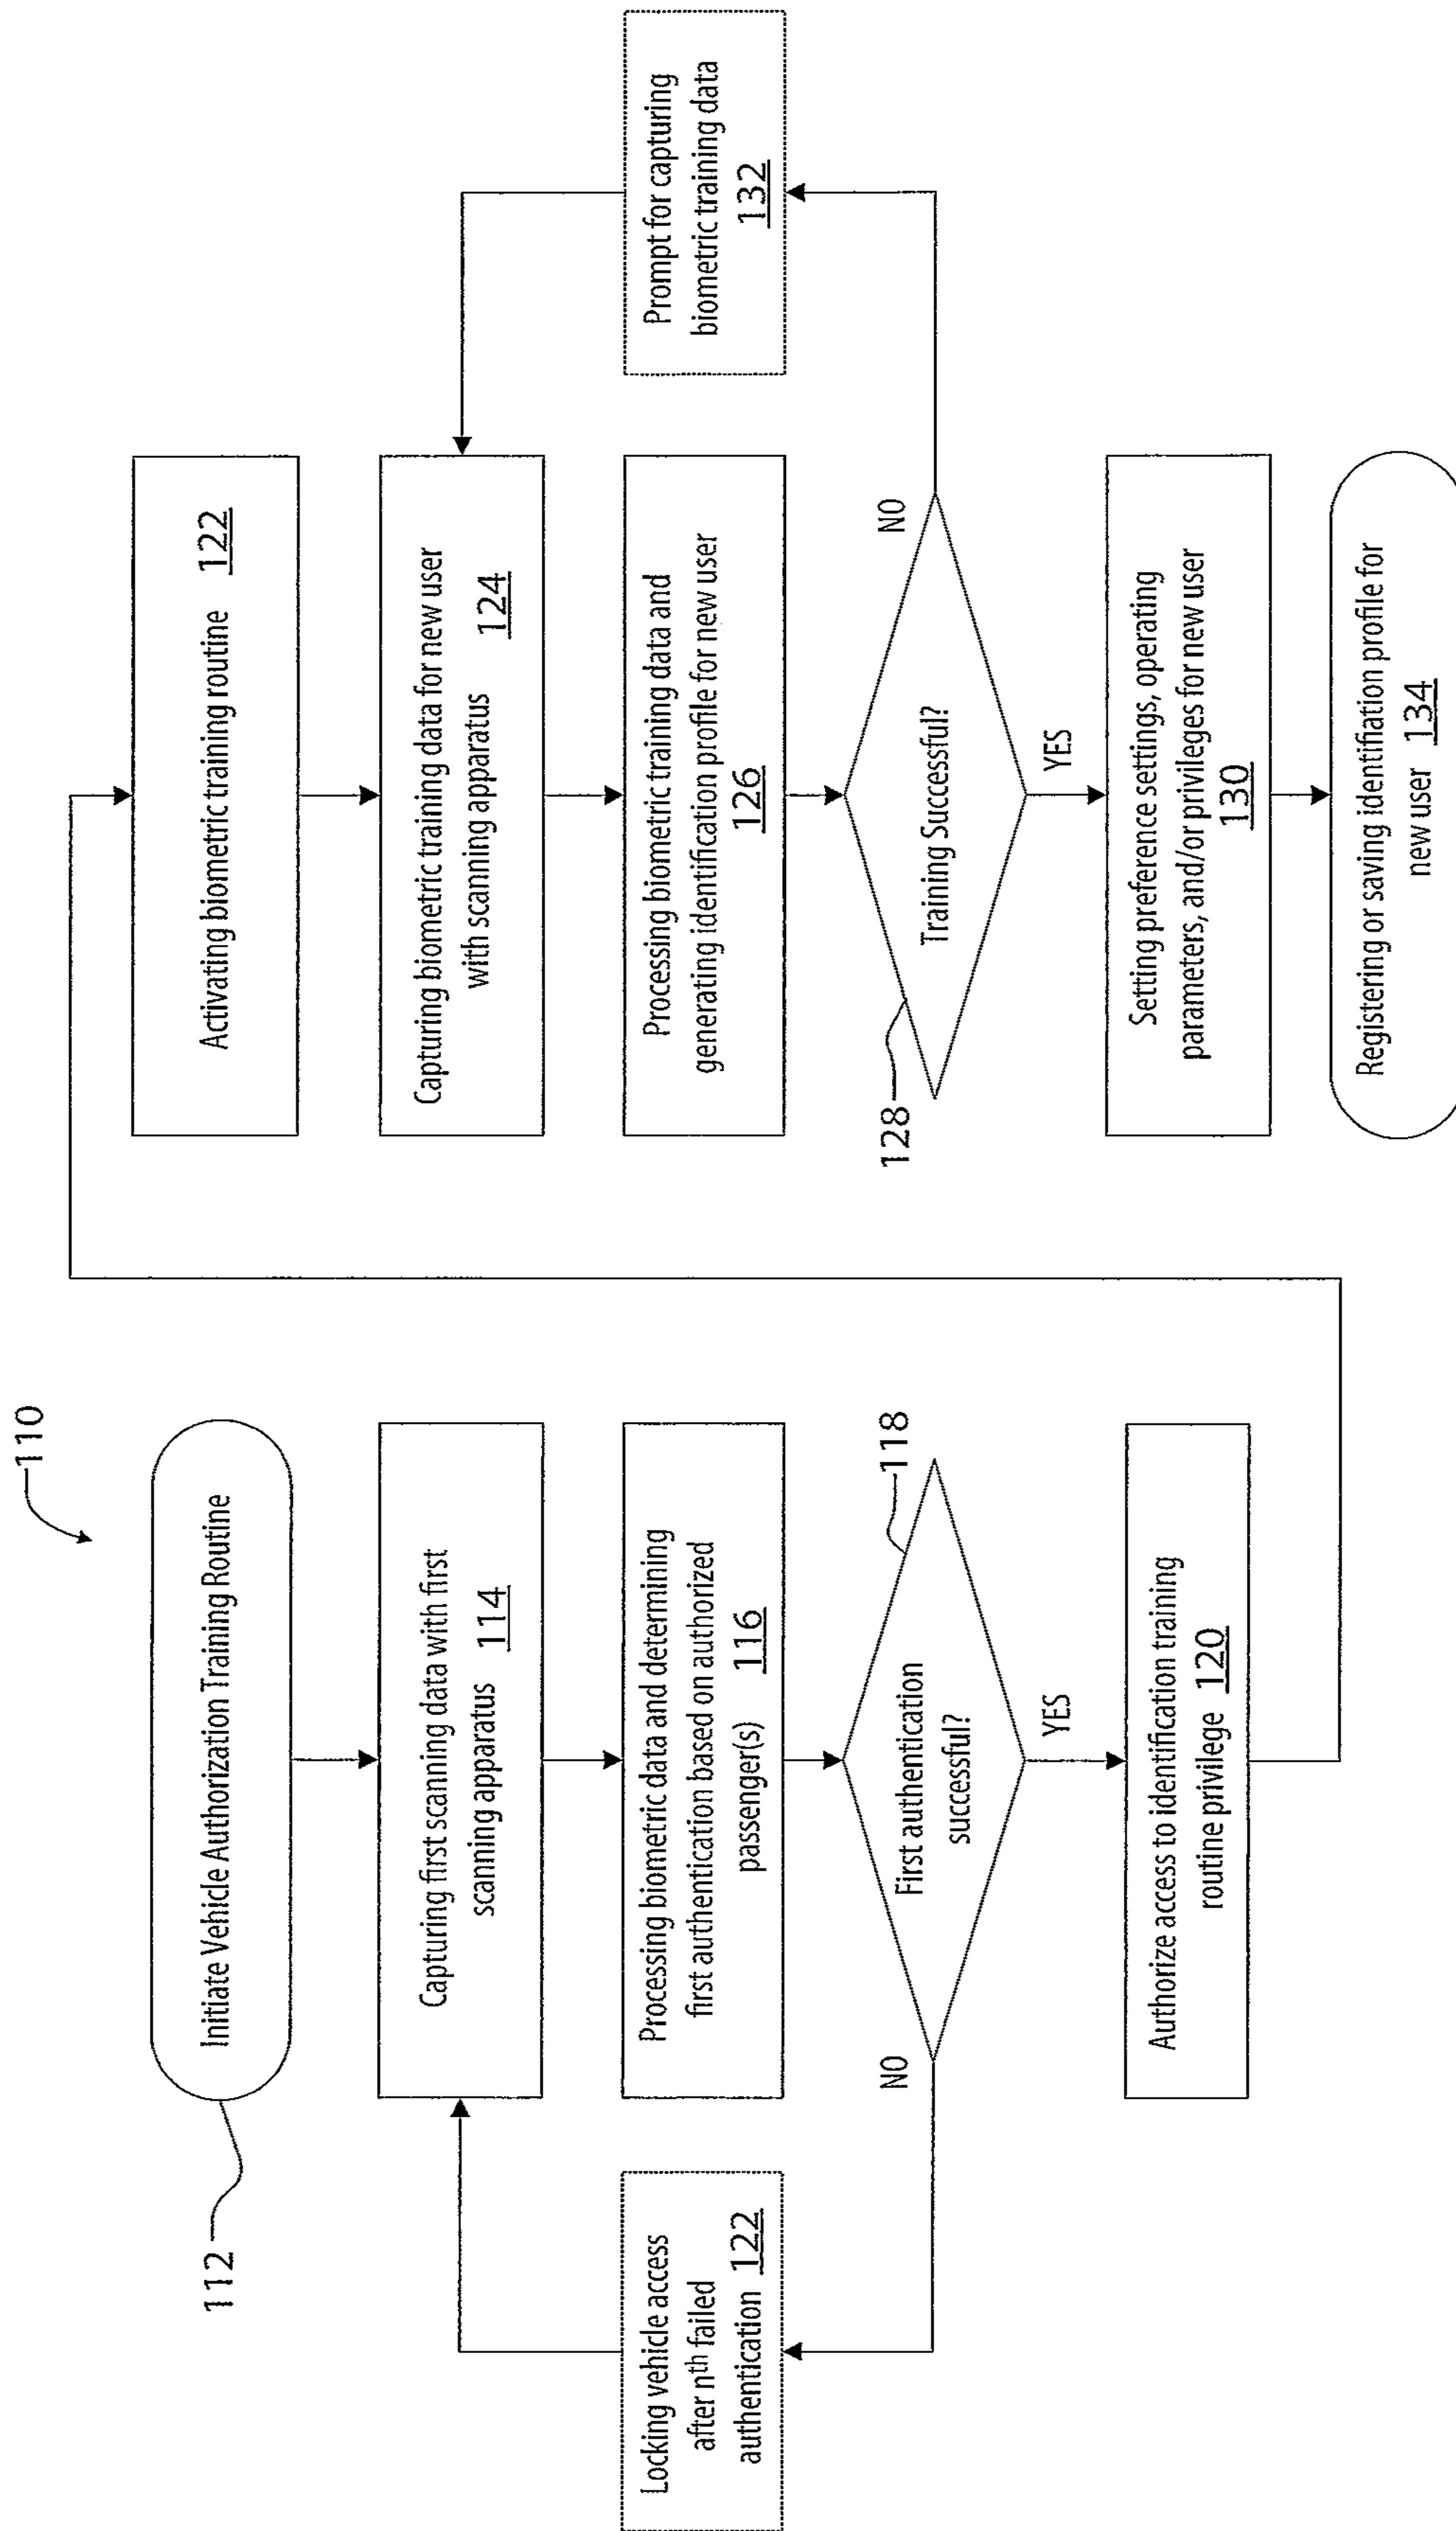 110
112
Initiate Vehicle Authorization Training Routine
Capturing first scanning data with first
scanning apparatus 114
Processing biometric data and determining
first authentication based on authorized
passenger(s) 116
118
First authentication
successful?
NO
YES
Locking vehicle access
after nth failed
authentication 122
Authorize access to identification training
routine privilege 120
Activating biometric training routine 122
Capturing biometric training data for new user
with scanning apparatus 124
Processing biometric training data and
generating identification profile for new user
126
128
Training Successful?
NO
YES
Prompt for capturing
biometric training data
132
Setting preference settings, operating
parameters, and/or privileges for new user
130
Registering or saving identifiation profile for
new user 134